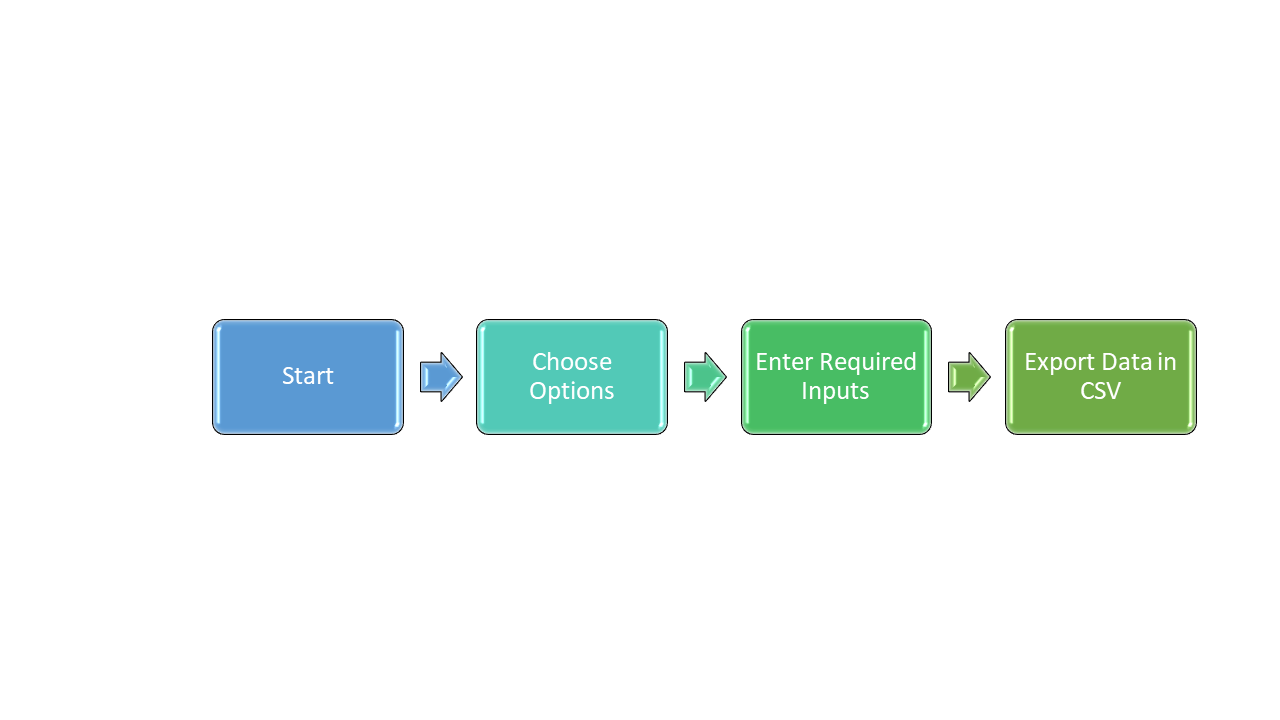 Start
Choose
Options
Enter Required
Inputs
Export Data in
CSV